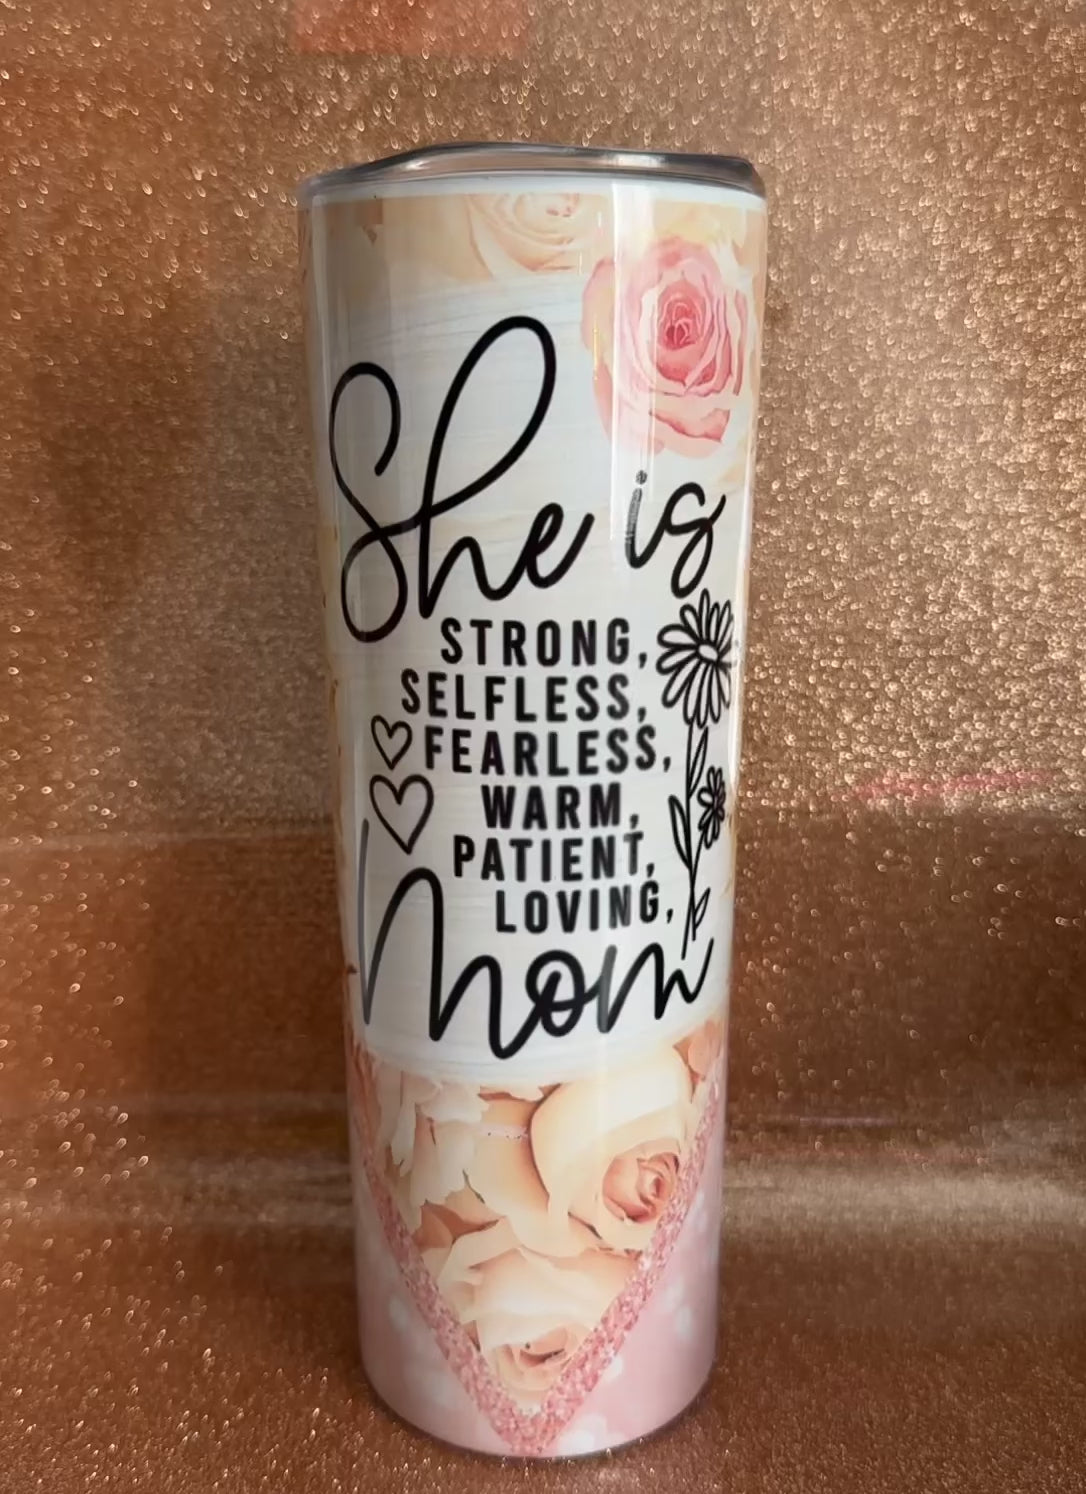 She is
STRONG,
SELFLESS,
FEARLESS,
WARM,
PATIENT,
LOVING,
Mom